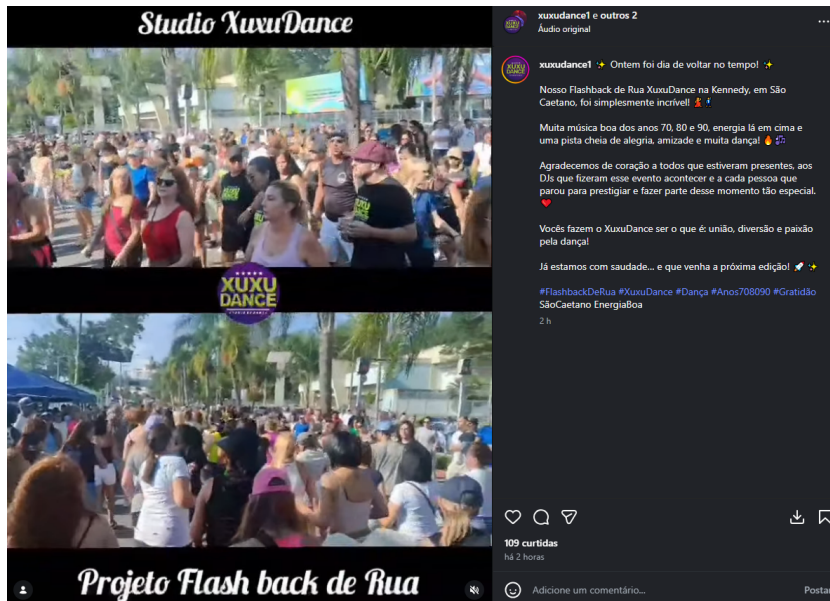 Studio XuxuDance
XUXU
DANCE
Projeto Flash back de Rua
xuxudance1 e outros 2
Áudio original
xuxudance1 ✨ Ontem foi dia de voltar no tempo! ✨
Nosso Flashback de Rua XuxuDance na Kennedy, em São
Caetano, foi simplesmente incrível! 💃🕺
Muita música boa dos anos 70, 80 e 90, energia lá em cima e
uma pista cheia de alegria, amizade e muita dança! 🔥🎶
Agradecemos de coração a todos que estiveram presentes, aos
DJs que fizeram esse evento acontecer e a cada pessoa que
parou para prestigiar e fazer parte desse momento tão especial.
❤️
Vocês fazem o XuxuDance ser o que é: união, diversão e paixão
pela dança!
Já estamos com saudade... e que venha a próxima edição! 🚀 ✨
#FlashbackDeRua #XuxuDance #Dança #Anos708090 #Gratidão
SãoCaetano EnergiaBoa
2 h
109 curtidas
há 2 horas
Adicione um comentário...
Postar